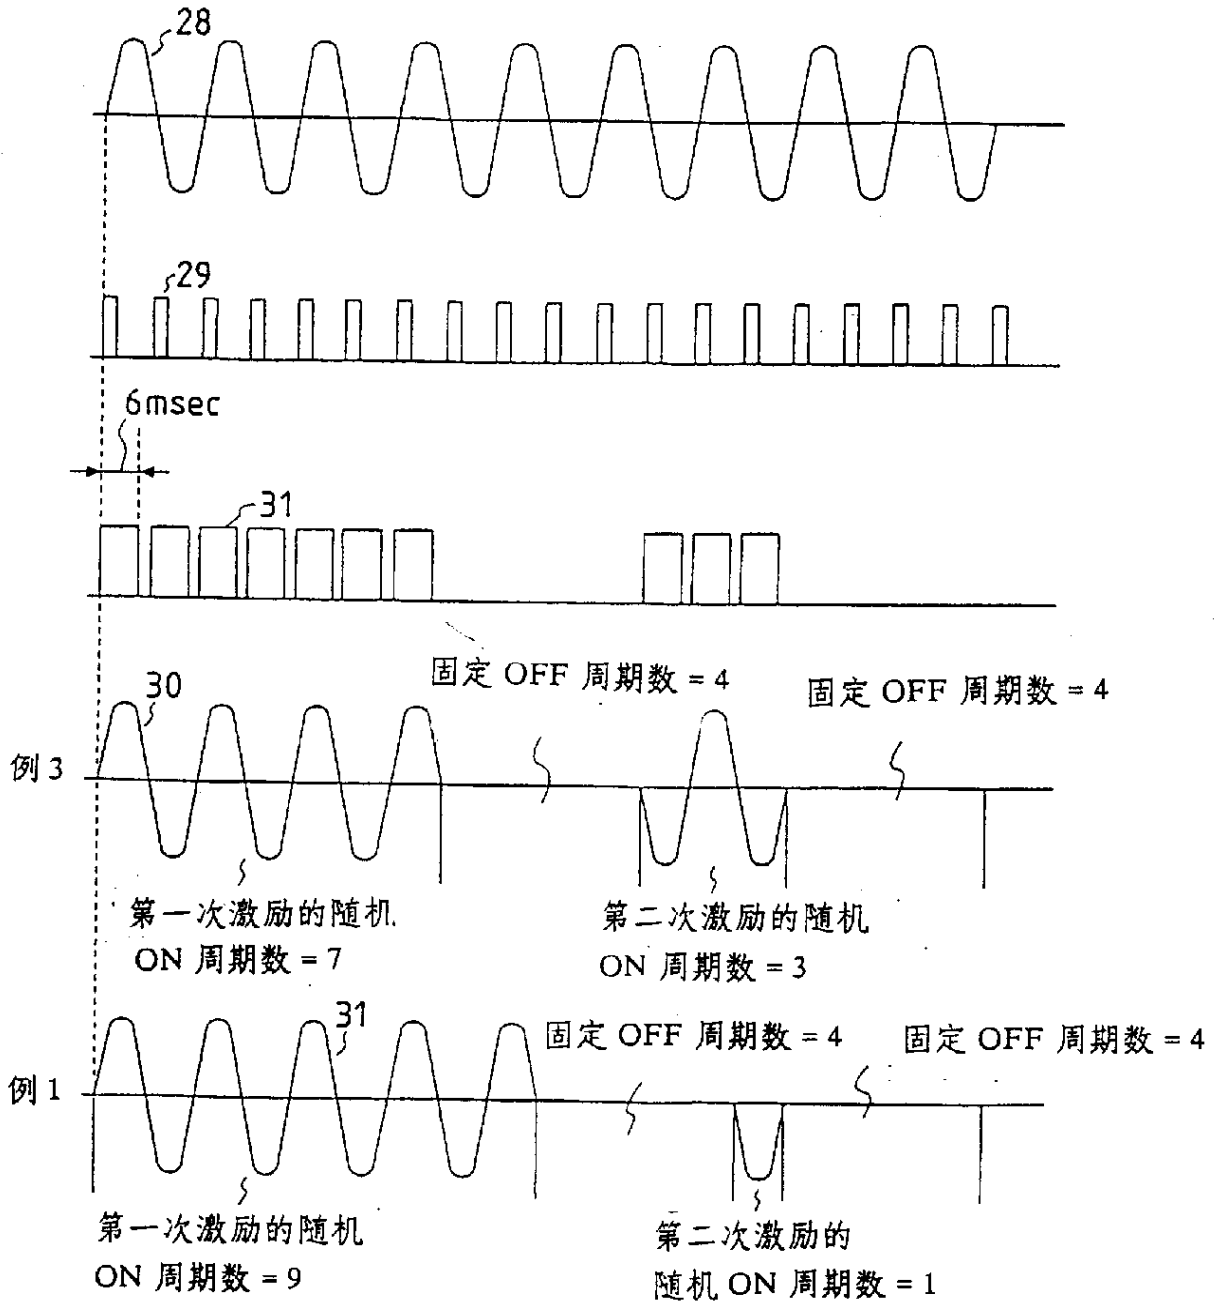 28
29
6msec
31
固定 OFF 周期数 = 4
固定 OFF 周期数 = 4
30
例 3
第一次激励的随机
ON 周期数 = 7
第二次激励的随机
ON 周期数 = 3
31
固定 OFF 周期数 = 4
固定 OFF 周期数 = 4
例 1
第一次激励的随机
ON 周期数 = 9
第二次激励的
随机 ON 周期数 = 1